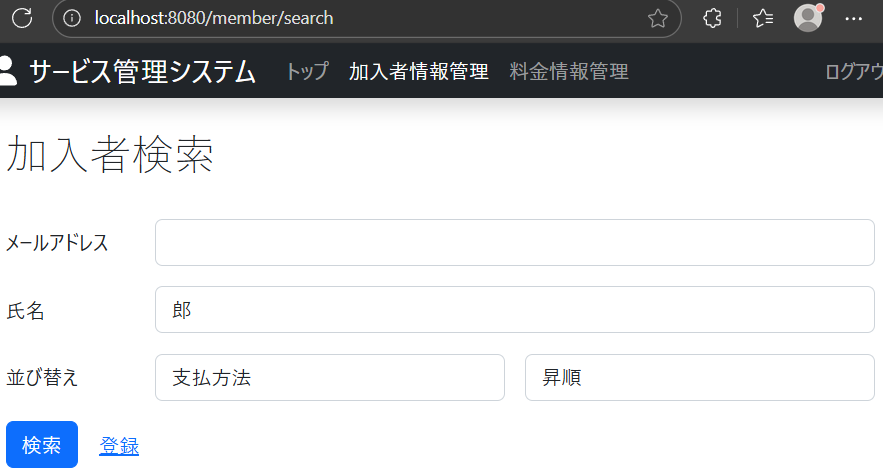 localhost:8080/member/search
サービス管理システム トップ 加入者情報管理 料金情報管理 ログアウ
加入者検索
メールアドレス
氏名 郎
並び替え 支払方法 昇順
検索 登録